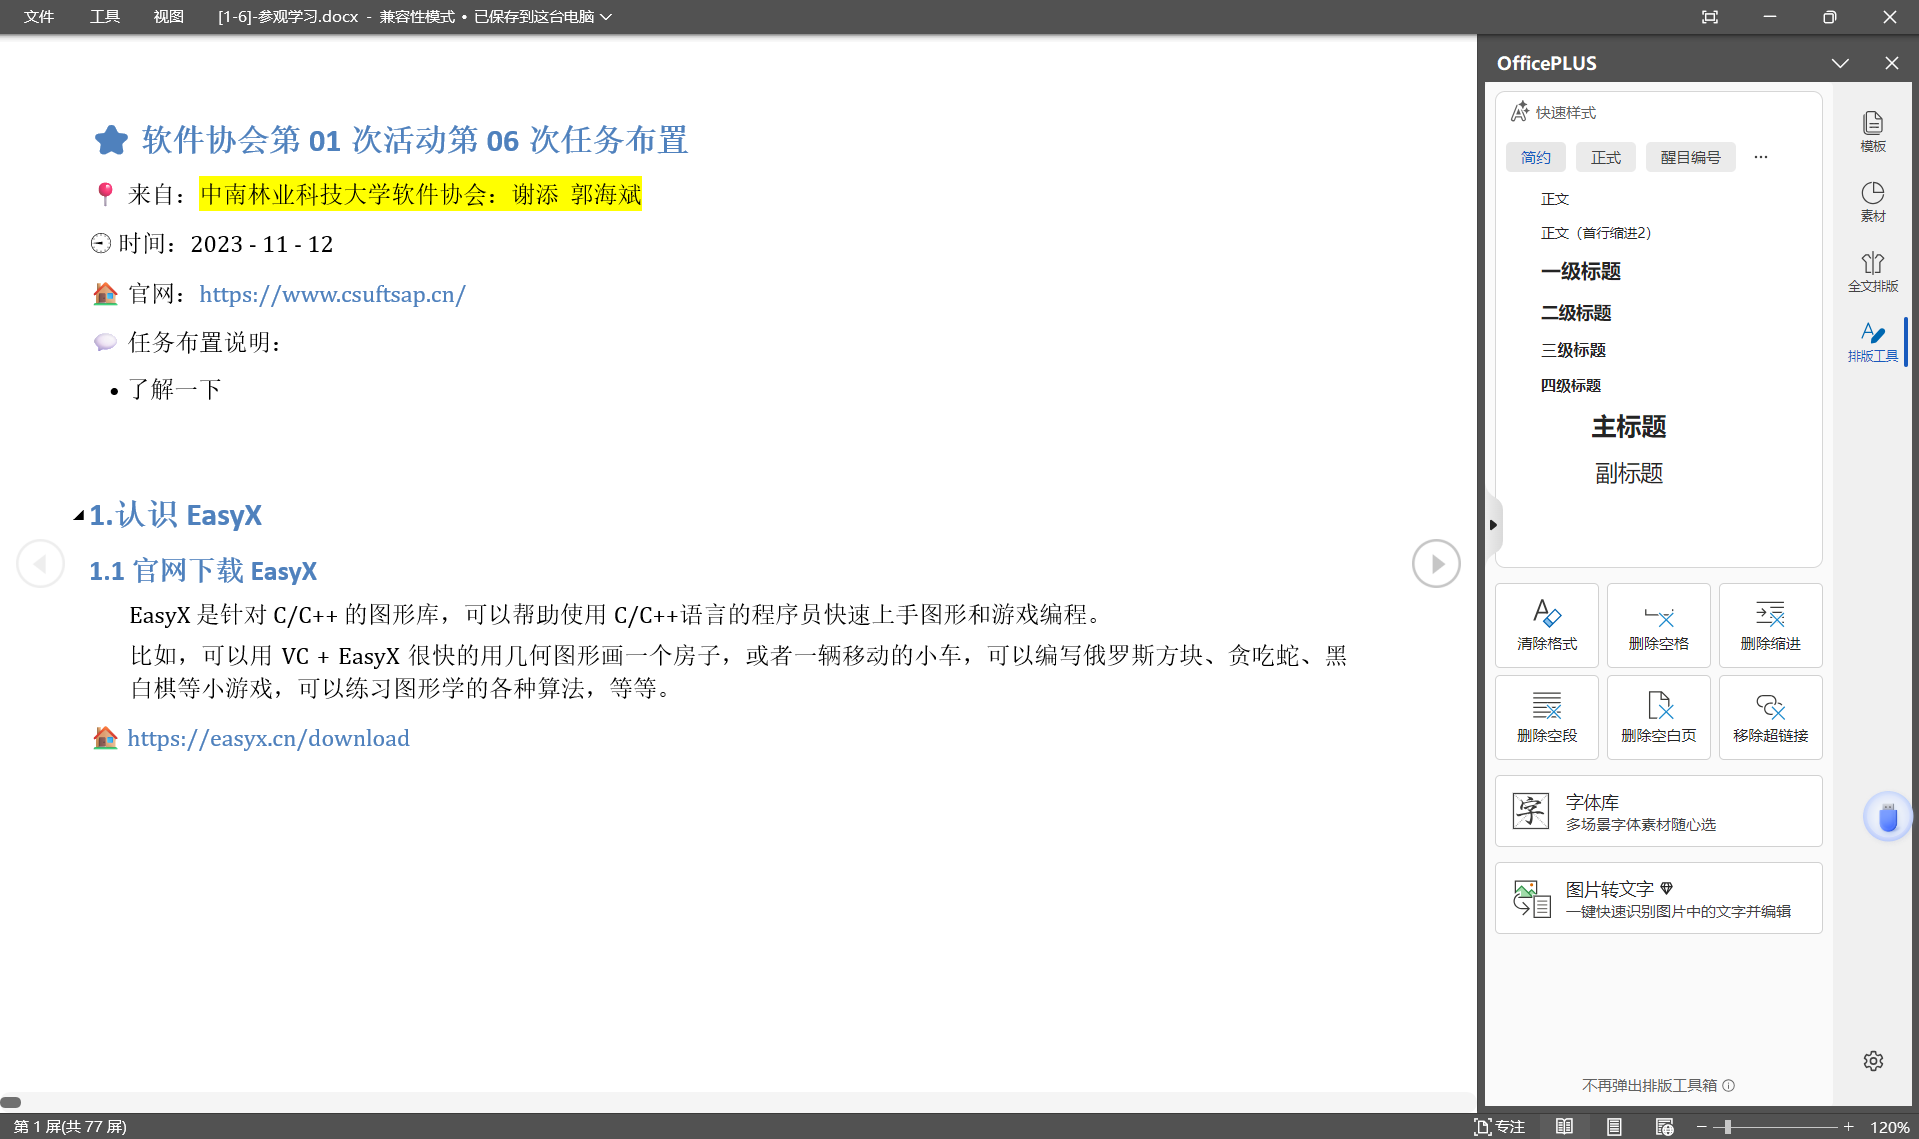 文件 工具 视图 [1-6]-参观学习.docx - 兼容性模式 • 已保存到这台电脑
软件协会第 01 次活动第 06 次任务布置
来自：中南林业科技大学软件协会：谢添 郭海斌
时间：2023 - 11 - 12
官网：https://www.csuftsap.cn/
任务布置说明：
• 了解一下
1.认识 EasyX
1.1 官网下载 EasyX
EasyX 是针对 C/C++ 的图形库，可以帮助使用 C/C++语言的程序员快速上手图形和游戏编程。
比如，可以用 VC + EasyX 很快的用几何图形画一个房子，或者一辆移动的小车，可以编写俄罗斯方块、贪吃蛇、黑
白棋等小游戏，可以练习图形学的各种算法，等等。
https://easyx.cn/download
OfficePLUS
快速样式
简约 正式 醒目编号 ···
正文
正文（首行缩进2）
一级标题
二级标题
三级标题
四级标题
主标题
副标题
清除格式 删除空格 删除缩进
删除空段 删除空白页 移除超链接
字体库
多场景字体素材随心选
图片转文字
一键快速识别图片中的文字并编辑
不再弹出排版工具箱
模板
素材
全文排版
排版工具
第 1 屏(共 77 屏)
专注
120%